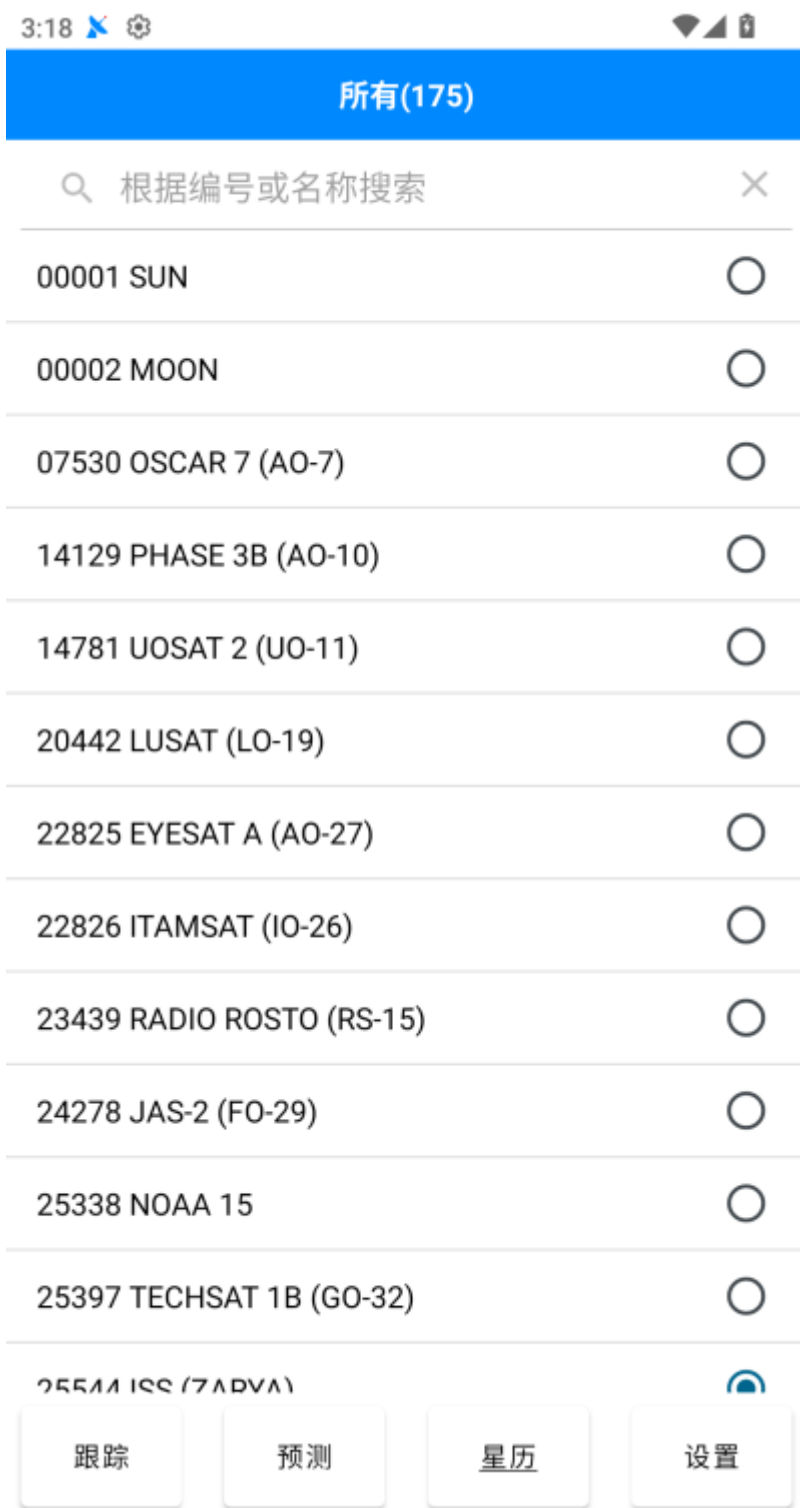 3:18
所有(175)
根据编号或名称搜索
00001 SUN
00002 MOON
07530 OSCAR 7 (AO-7)
14129 PHASE 3B (AO-10)
14781 UOSAT 2 (UO-11)
20442 LUSAT (LO-19)
22825 EYESAT A (AO-27)
22826 ITAMSAT (IO-26)
23439 RADIO ROSTO (RS-15)
24278 JAS-2 (FO-29)
25338 NOAA 15
25397 TECHSAT 1B (GO-32)
25544 ISS (ZARYA)
跟踪 预测 星历 设置